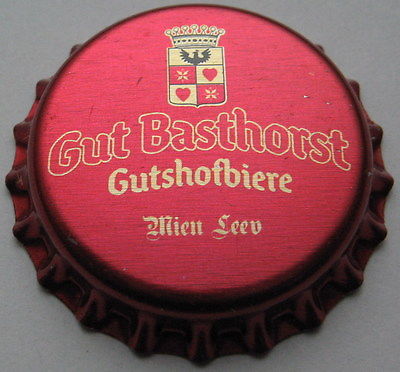 Gut Basthorst
Gutshofbiere
Mien Leev